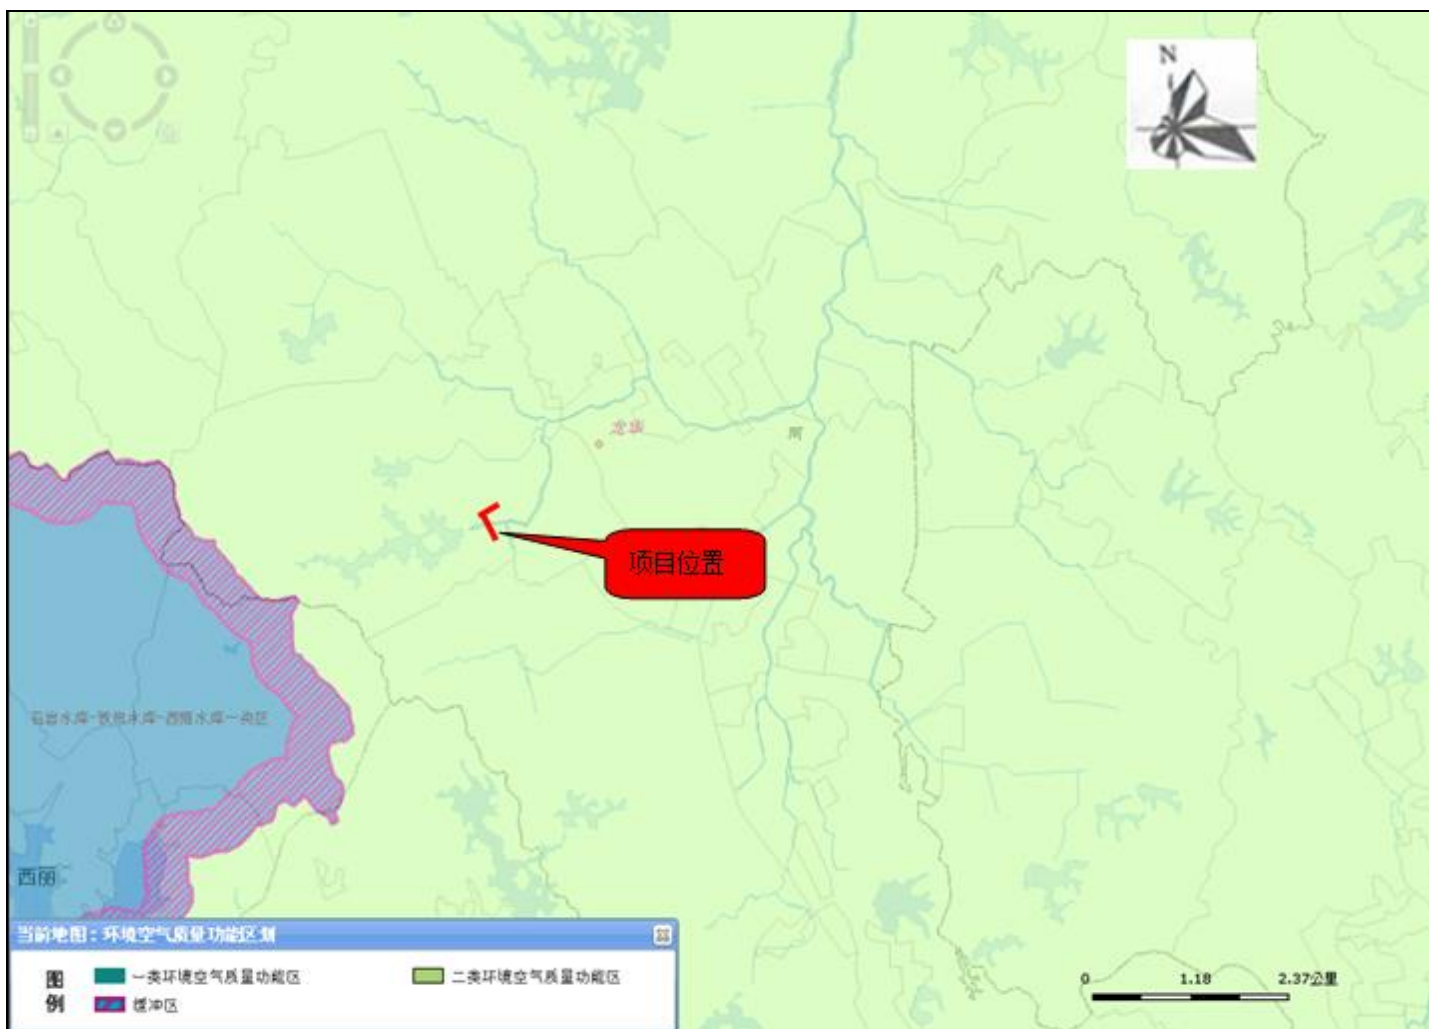 N
龙华
河
项目位置
石岩水库-铁岗水库-西丽水库一类区
西丽
当前地图：环境空气质量功能区划
图例
一类环境空气质量功能区
二类环境空气质量功能区
缓冲区
0 1.18 2.37公里